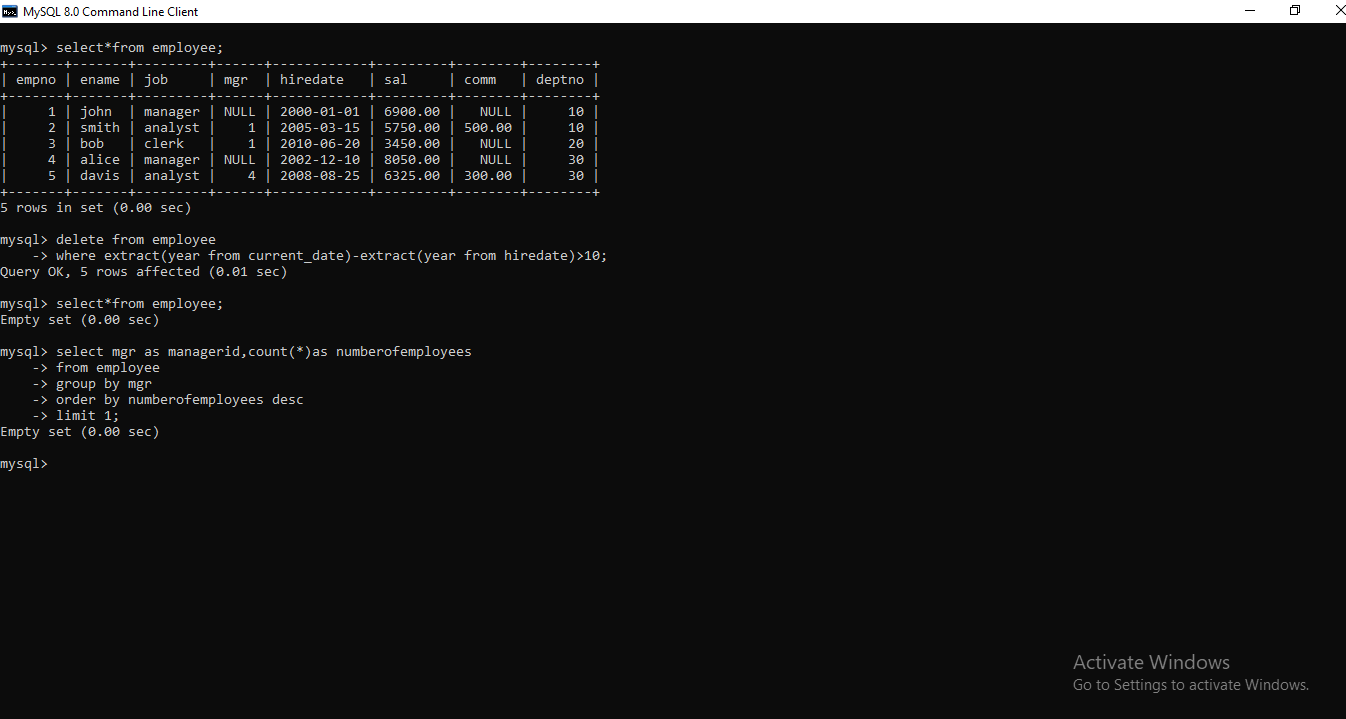 MySQL 8.0 Command Line Client
mysql> select*from employee;
+-------+-------+---------+------+------------+---------+--------+--------+
| empno | ename | job     | mgr  | hiredate   | sal     | comm   | deptno |
+-------+-------+---------+------+------------+---------+--------+--------+
|     1 | john  | manager | NULL | 2000-01-01 | 6900.00 |   NULL |     10 |
|     2 | smith | analyst |    1 | 2005-03-15 | 5750.00 | 500.00 |     10 |
|     3 | bob   | clerk   |    1 | 2010-06-20 | 3450.00 |   NULL |     20 |
|     4 | alice | manager | NULL | 2002-12-10 | 8050.00 |   NULL |     30 |
|     5 | davis | analyst |    4 | 2008-08-25 | 6325.00 | 300.00 |     30 |
+-------+-------+---------+------+------------+---------+--------+--------+
5 rows in set (0.00 sec)
mysql> delete from employee
    -> where extract(year from current_date)-extract(year from hiredate)>10;
Query OK, 5 rows affected (0.01 sec)
mysql> select*from employee;
Empty set (0.00 sec)
mysql> select mgr as managerid,count(*)as numberofemployees
    -> from employee
    -> group by mgr
    -> order by numberofemployees desc
    -> limit 1;
Empty set (0.00 sec)
mysql>
Activate Windows
Go to Settings to activate Windows.